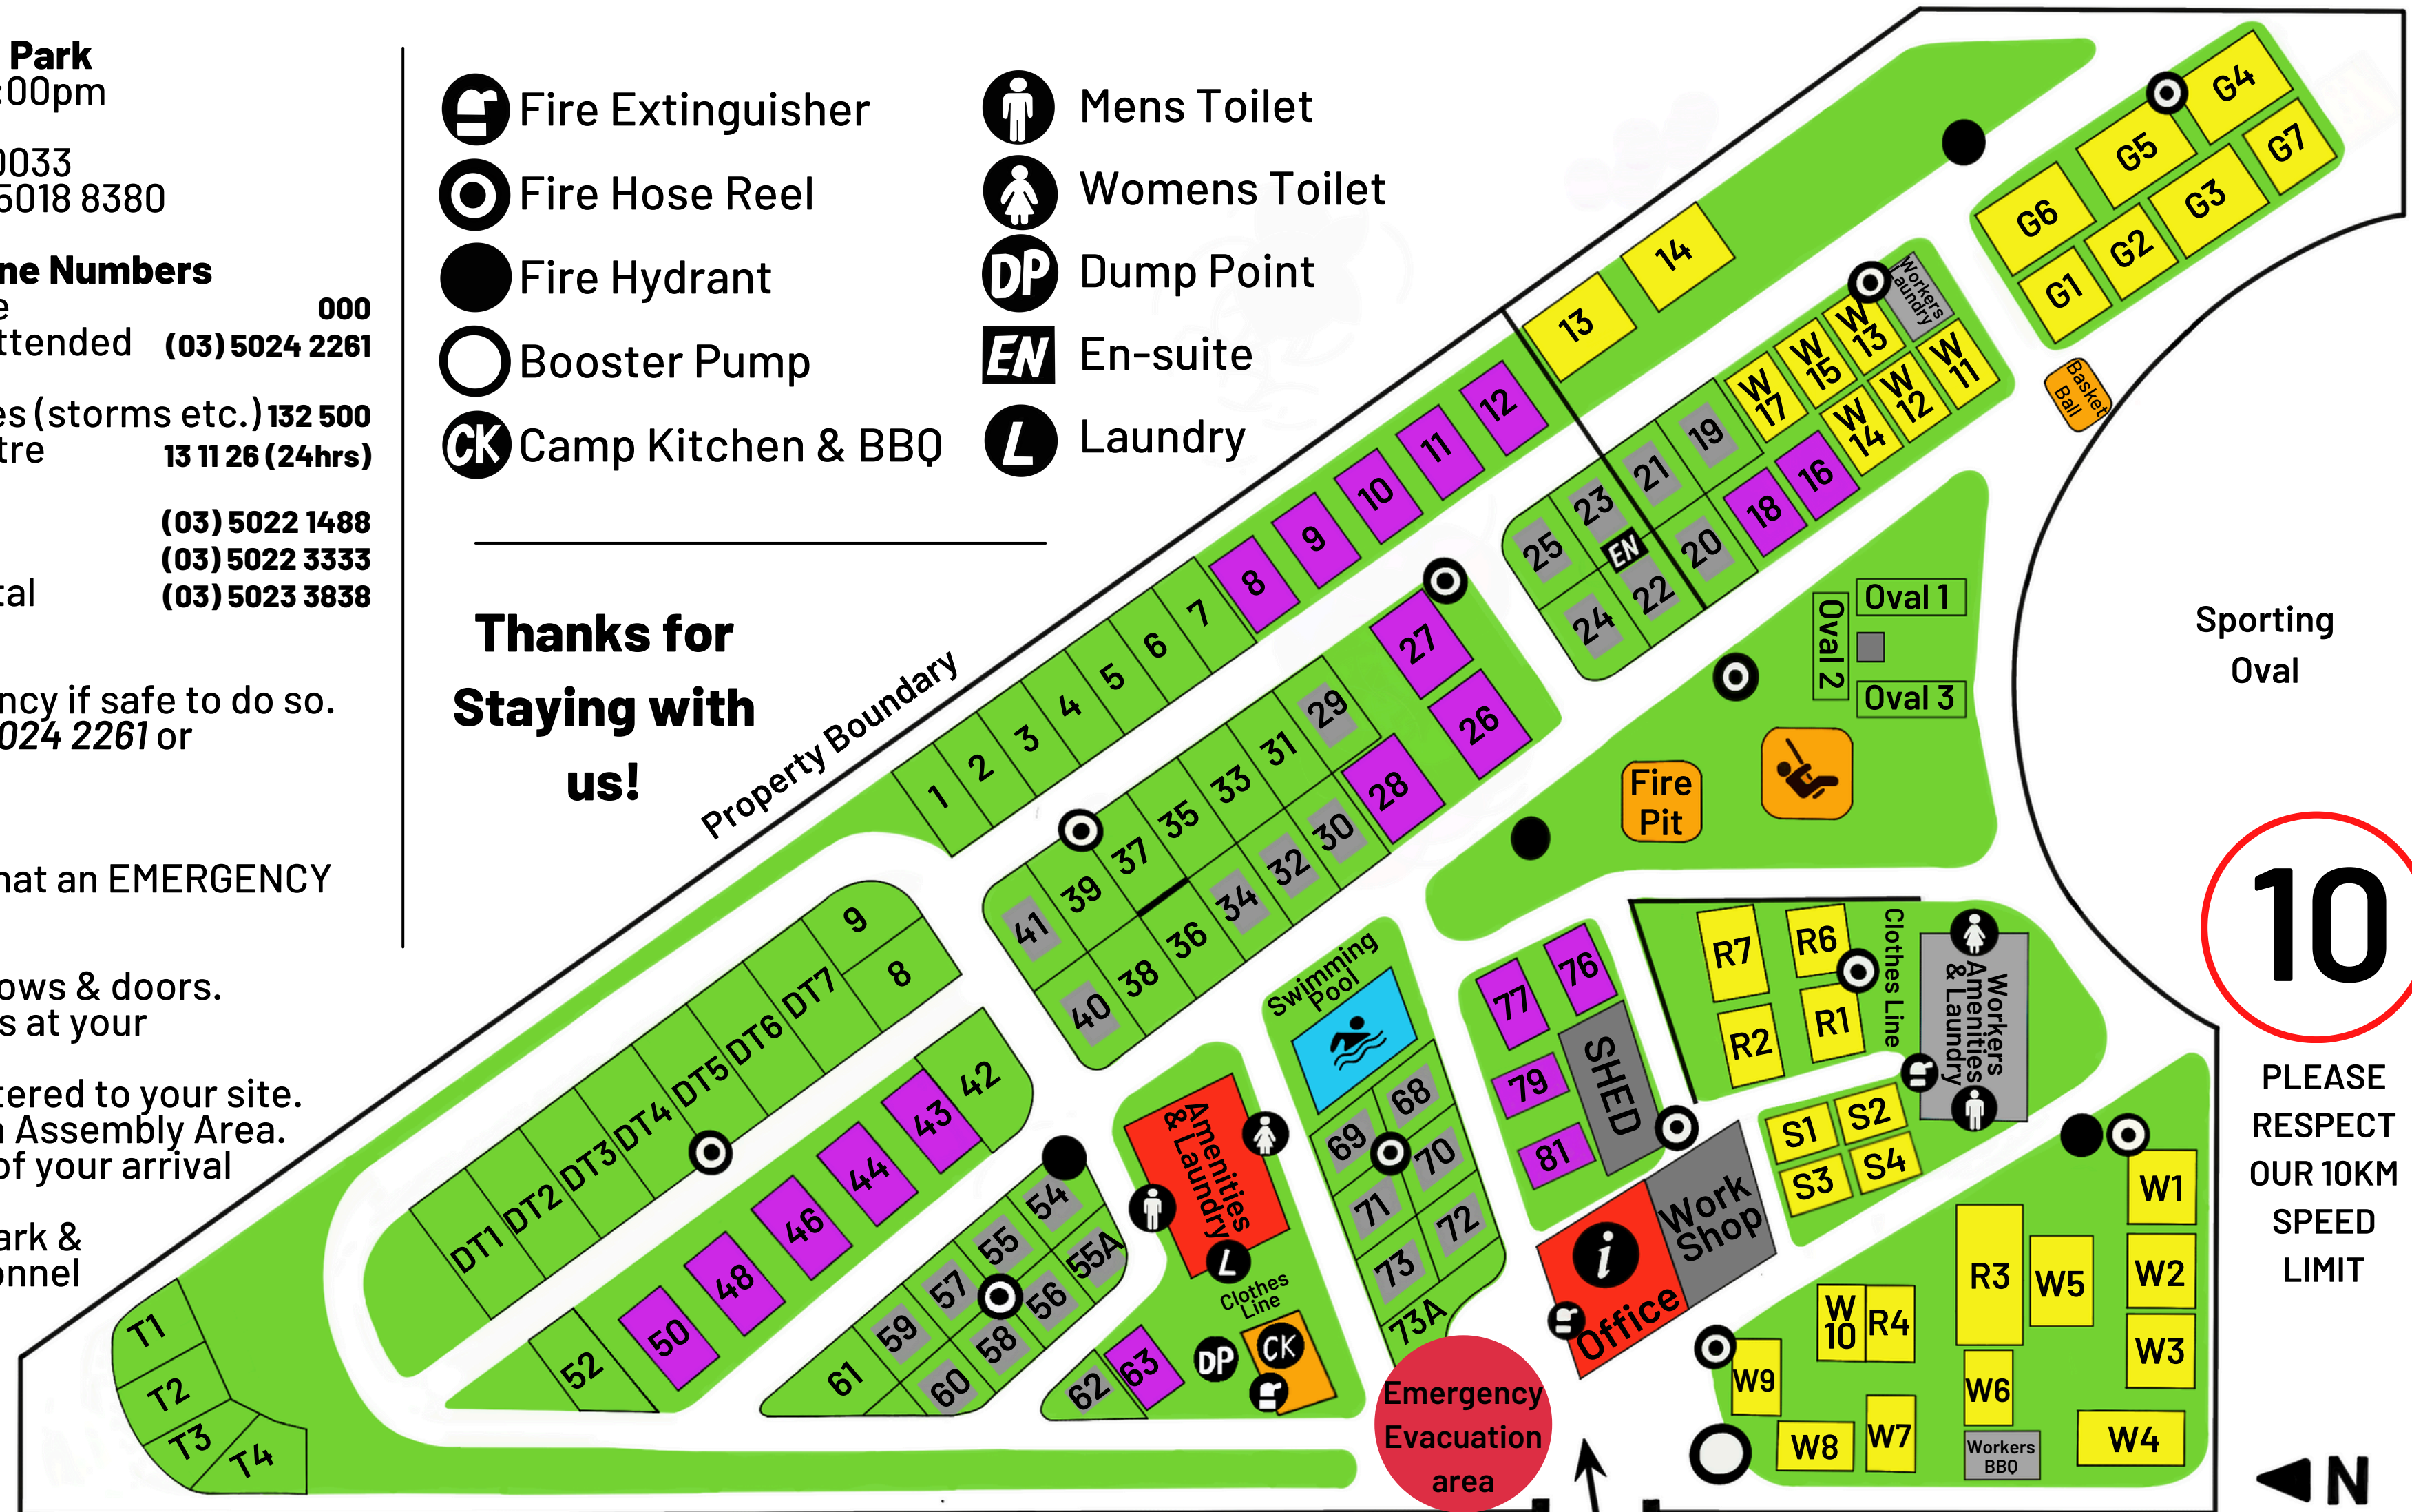 Park
:00pm
0033
5018 8380
ne Numbers
e 000
ttended (03) 5024 2261
es (storms etc.) 132 500
tre 13 11 26 (24hrs)
(03) 5022 1488
(03) 5022 3333
tal (03) 5023 3838
ncy if safe to do so.
024 2261 or
hat an EMERGENCY
ows & doors.
s at your
tered to your site.
n Assembly Area.
of your arrival
ark &
onnel
Fire Extinguisher
Fire Hose Reel
Fire Hydrant
Booster Pump
CK Camp Kitchen & BBQ
Mens Toilet
Womens Toilet
DP Dump Point
EN En-suite
L Laundry
Thanks for
Staying with
us!
Property Boundary
G4
G5
G7
G6
G3
G2
G1
14
13
12
11
10
9
8
7
6
5
4
3
2
1
Workers
Laundry
W
13
W
15
W
17
W
11
W
12
W
14
16
18
19
20
21
22
23
24
25
EN
Basket
Ball
27
26
28
29
30
31
32
33
34
35
36
37
38
39
40
41
Oval 1
Oval 2
Oval 3
Sporting
Oval
Fire
Pit
9
8
DT7
DT6
DT5
DT4
DT3
DT2
DT1
42
43
44
46
48
50
52
T1
T2
T3
T4
54
55
55A
56
57
58
59
60
61
62
63
Amenities
& Laundry
L
Clothes
Line
DP
CK
Swimming
Pool
68
69
70
71
72
73
73A
76
77
79
81
SHED
Work
Shop
i
Office
Emergency
Evacuation
area
R7
R6
R2
R1
Clothes Line
Workers
Amenities
& Laundry
S1
S2
S3
S4
W1
W2
W3
W4
R3
W5
W
10
R4
W6
W9
W8
W7
Workers
BBQ
10
PLEASE
RESPECT
OUR 10KM
SPEED
LIMIT
N